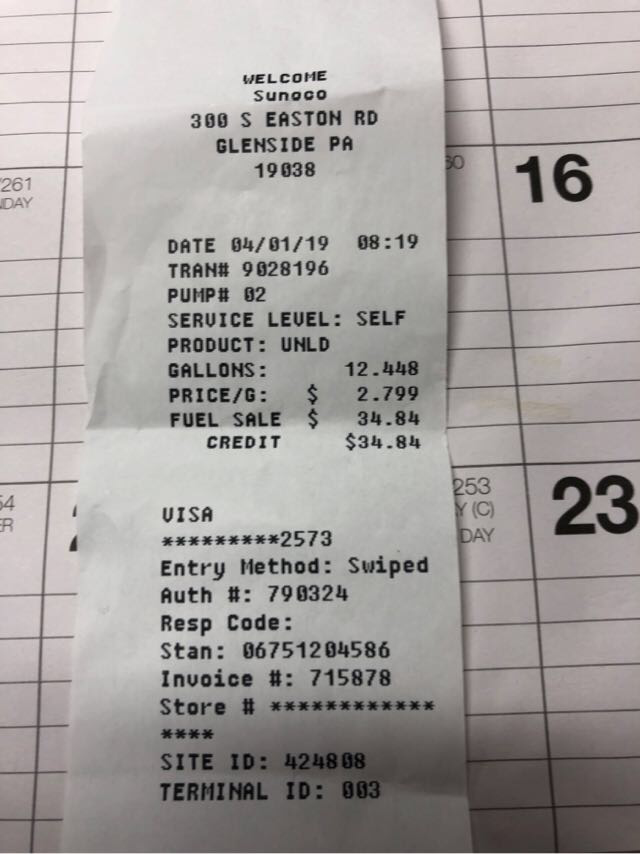 WELCOME
Sunoco
300 S EASTON RD
GLENSIDE PA
19038
DATE 04/01/19 08:19
TRAN# 9028196
PUMP# 02
SERVICE LEVEL: SELF
PRODUCT: UNLD
GALLONS: 12.448
PRICE/G: $ 2.799
FUEL SALE $ 34.84
CREDIT $34.84
VISA
*********2573
Entry Method: Swiped
Auth #: 790324
Resp Code:
Stan: 06751204586
Invoice #: 715878
Store # ************
****
SITE ID: 424808
TERMINAL ID: 003
16
23
/261
253
(C)
DAY